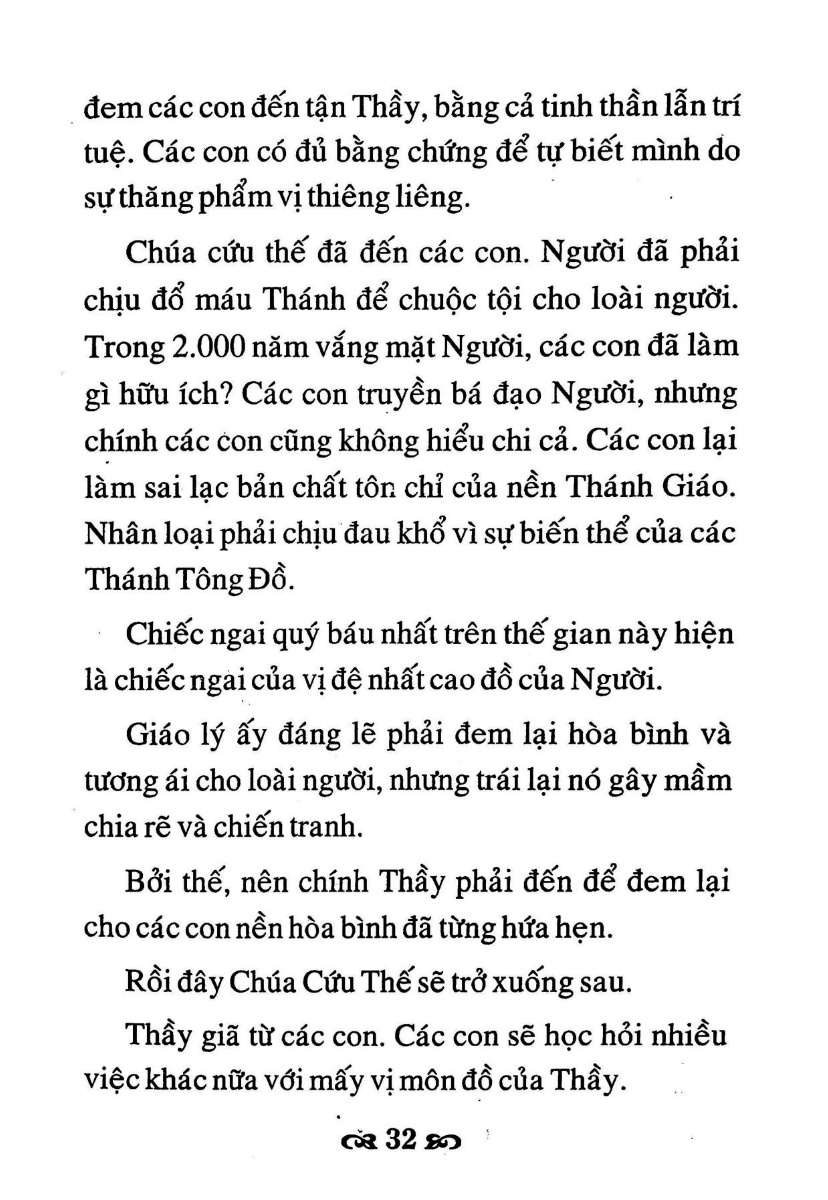 đem các con đến tận Thầy, bằng cả tinh thần lẫn trí
tuệ. Các con có đủ bằng chứng để tự biết mình do
sự thăng phẩm vị thiêng liêng.
Chúa cứu thế đã đến các con. Người đã phải
chịu đổ máu Thánh để chuộc tội cho loài người.
Trong 2.000 năm vắng mặt Người, các con đã làm
gì hữu ích? Các con truyền bá đạo Người, nhưng
chính các con cũng không hiểu chi cả. Các con lại
làm sai lạc bản chất tôn chỉ của nền Thánh Giáo.
Nhân loại phải chịu đau khổ vì sự biến thể của các
Thánh Tông Đồ.
Chiếc ngai quý báu nhất trên thế gian này hiện
là chiếc ngai của vị đệ nhất cao đồ của Người.
Giáo lý ấy đáng lẽ phải đem lại hòa bình và
tương ái cho loài người, nhưng trái lại nó gây mầm
chia rẽ và chiến tranh.
Bởi thế, nên chính Thầy phải đến để đem lại
cho các con nền hòa bình đã từng hứa hẹn.
Rồi đây Chúa Cứu Thế sẽ trở xuống sau.
Thầy giã từ các con. Các con sẽ học hỏi nhiều
việc khác nữa với mấy vị môn đồ của Thầy.
32